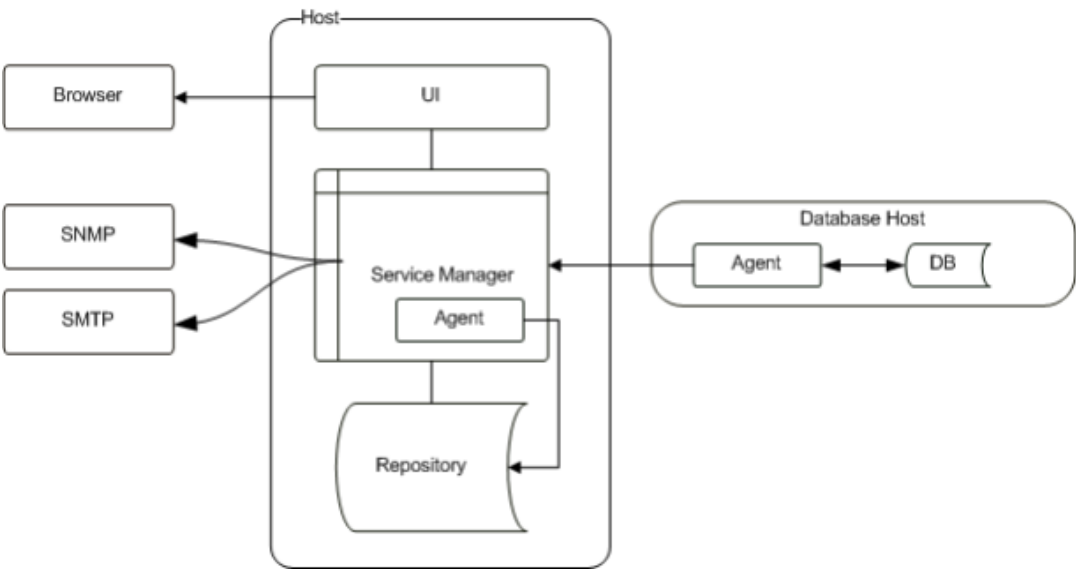 Host
Browser
UI
SNMP
Database Host
Service Manager
Agent
DB
SMTP
Agent
Repository